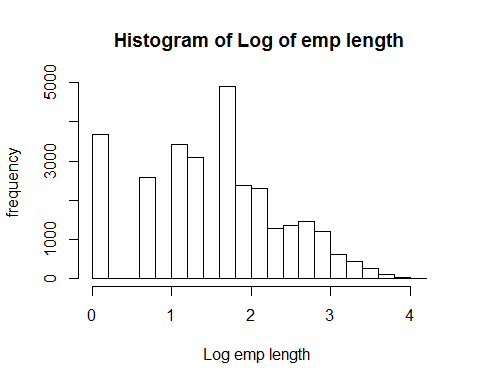 Histogram of Log of emp length
frequency
5000
3000
1000
0
0 1 2 3 4
Log emp length